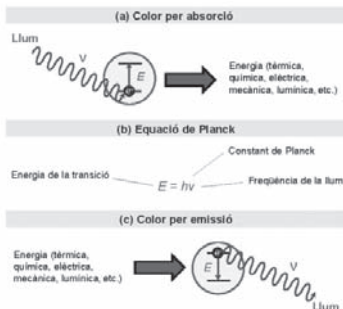 (a) Color per absorció
Llum
ν
E
Energia (tèrmica,
química, elèctrica,
mecànica, lumínica, etc.)
(b) Equació de Planck
Constant de Planck
Energia de la transició
E = hν
Freqüència de la llum
(c) Color per emissió
Energia (tèrmica,
química, elèctrica,
mecànica, lumínica,
etc.)
E
ν
Llum